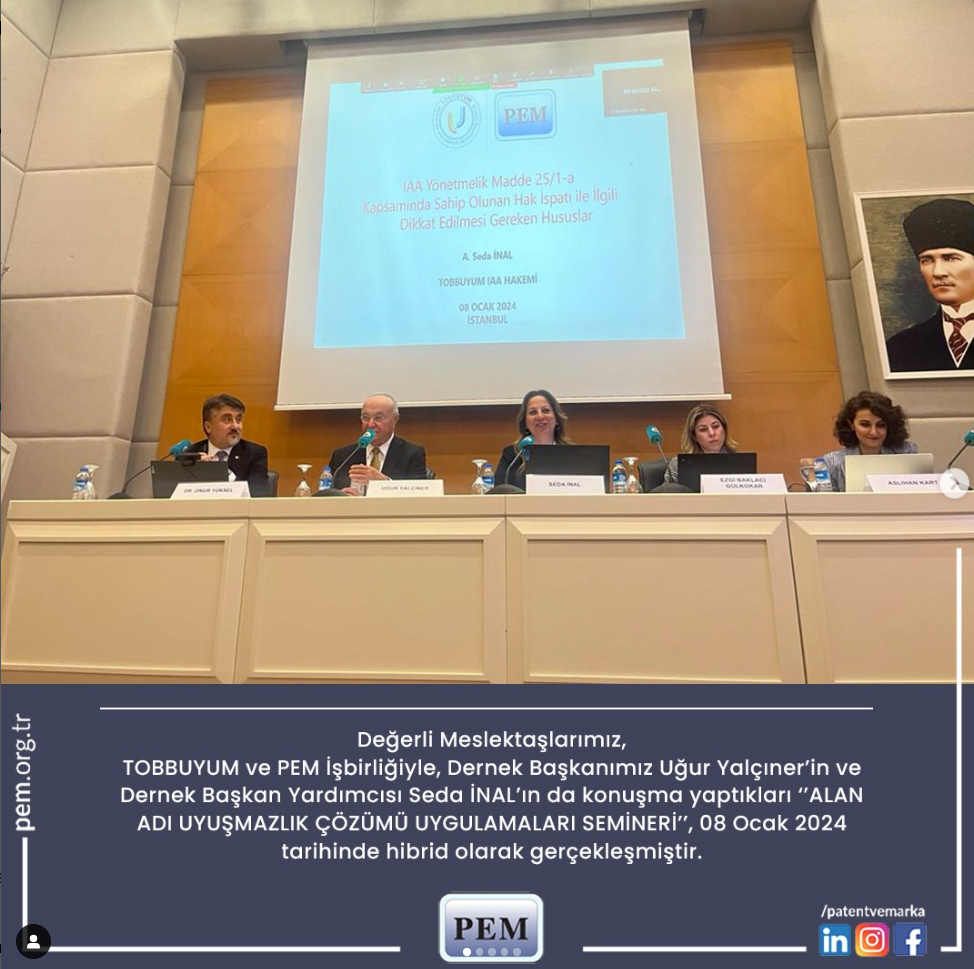 PEM
IAA Yönetmelik Madde 25/1-a
Kapsamında Sahip Olunan Hak İspatı ile İlgili
Dikkat Edilmesi Gereken Hususlar
A. Seda İNAL
TOBBUYUM IAA HAKEMİ
08 OCAK 2024
İSTANBUL
DR. ONUR YÜKSEL
UĞUR YALÇINER
SEDA İNAL
EZGİ BAKLACI
GÜLKOKAR
ASLIHAN KART
pem.org.tr
Değerli Meslektaşlarımız,
TOBBUYUM ve PEM İşbirliğiyle, Dernek Başkanımız Uğur Yalçıner’in ve
Dernek Başkan Yardımcısı Seda İNAL’ın da konuşma yaptıkları ‘’ALAN
ADI UYUŞMAZLIK ÇÖZÜMÜ UYGULAMALARI SEMİNERİ’’, 08 Ocak 2024
tarihinde hibrid olarak gerçekleşmiştir.
PEM
/patentvemarka
in
f